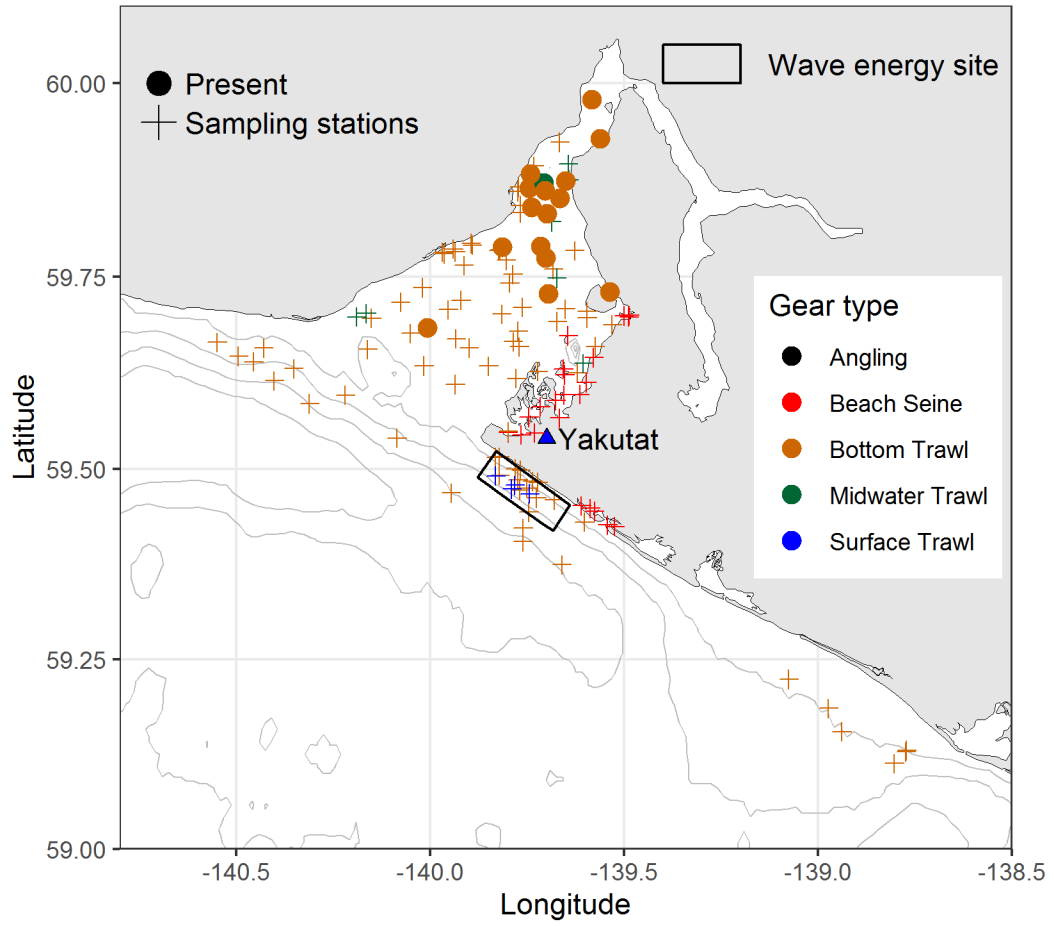 Present
Sampling stations
Wave energy site
60.00
59.75
59.50
59.25
59.00
Latitude
Yakutat
Gear type
Angling
Beach Seine
Bottom Trawl
Midwater Trawl
Surface Trawl
-140.5
-140.0
-139.5
-139.0
-138.5
Longitude